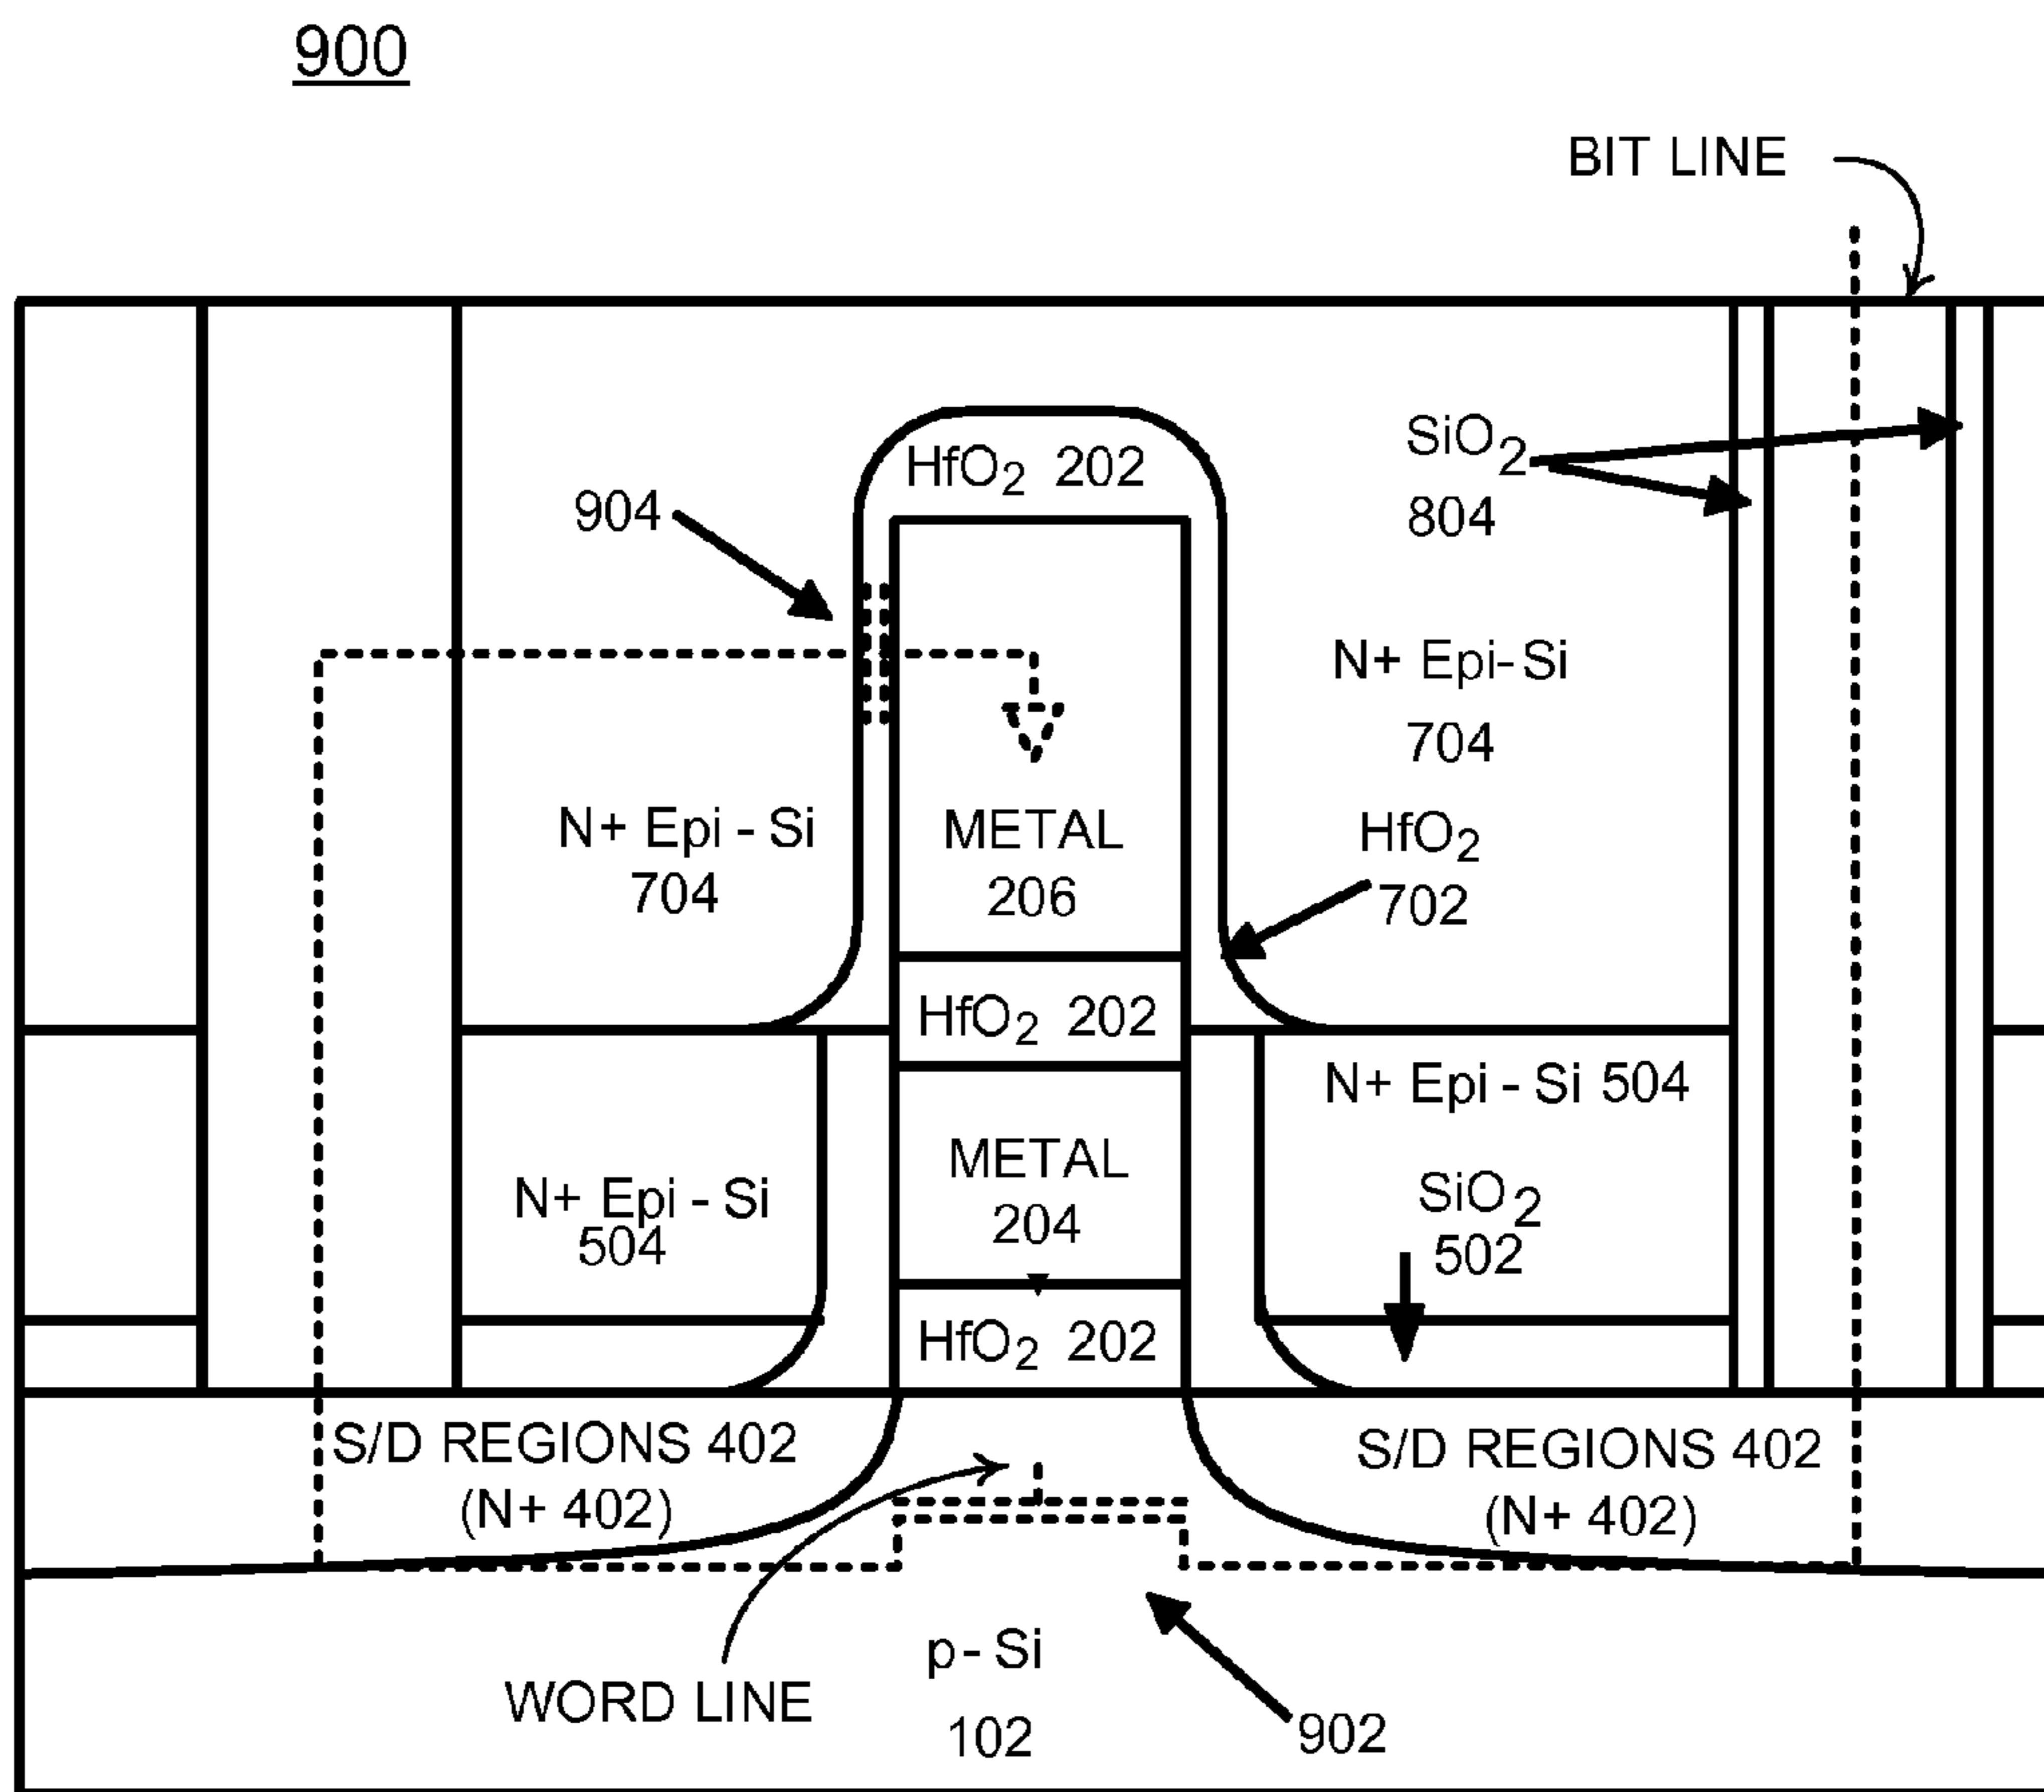 900
BIT LINE
HfO2 202
SiO2
804
904
N+ Epi-Si
704
N+ Epi - Si
704
METAL
206
HfO2
702
HfO2 202
N+ Epi - Si 504
METAL
204
N+ Epi - Si
504
SiO2
502
HfO2 202
S/D REGIONS 402
(N+ 402)
S/D REGIONS 402
(N+ 402)
p- Si
102
WORD LINE
902